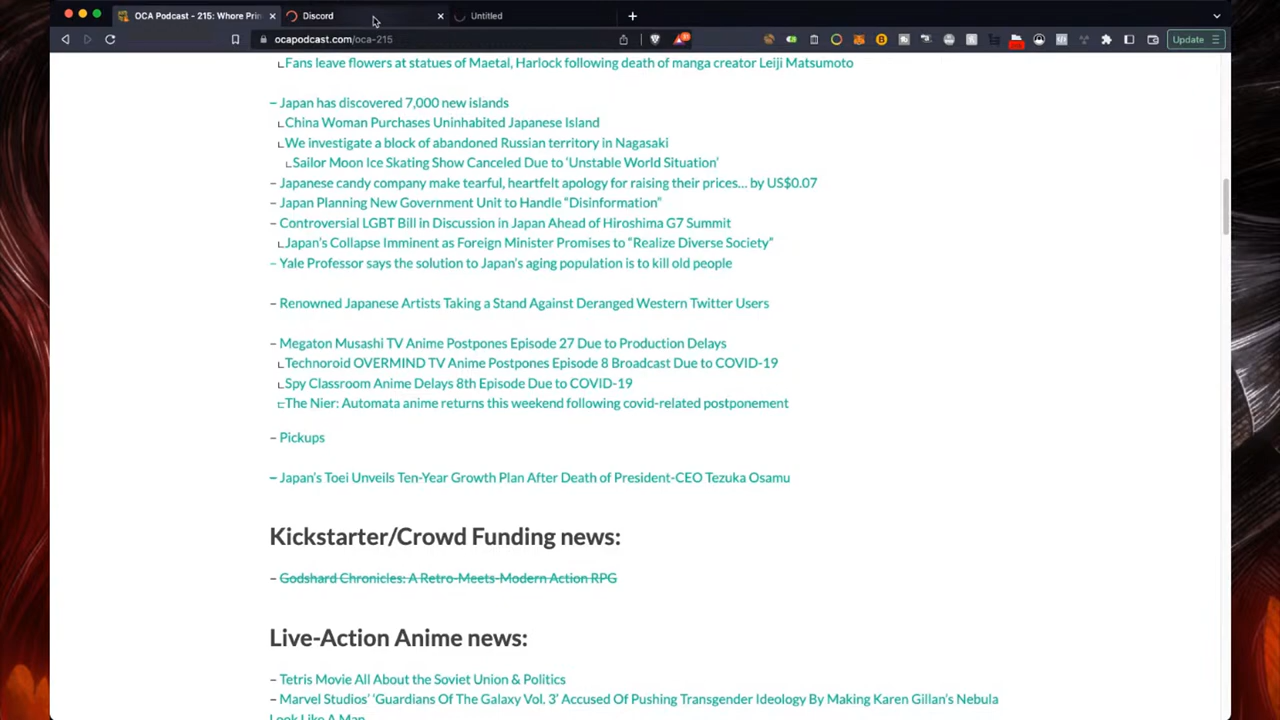 OCA Podcast - 215: Whore Prin
Discord
Untitled
ocapodcast.com/oca-215
Update
Fans leave flowers at statues of Maetal, Harlock following death of manga creator Leiji Matsumoto
– Japan has discovered 7,000 new islands
∟China Woman Purchases Uninhabited Japanese Island
∟We investigate a block of abandoned Russian territory in Nagasaki
∟Sailor Moon Ice Skating Show Canceled Due to ‘Unstable World Situation’
– Japanese candy company make tearful, heartfelt apology for raising their prices… by US$0.07
– Japan Planning New Government Unit to Handle “Disinformation”
– Controversial LGBT Bill in Discussion in Japan Ahead of Hiroshima G7 Summit
∟Japan’s Collapse Imminent as Foreign Minister Promises to “Realize Diverse Society”
– Yale Professor says the solution to Japan’s aging population is to kill old people
– Renowned Japanese Artists Taking a Stand Against Deranged Western Twitter Users
– Megaton Musashi TV Anime Postpones Episode 27 Due to Production Delays
∟Technoroid OVERMIND TV Anime Postpones Episode 8 Broadcast Due to COVID-19
∟Spy Classroom Anime Delays 8th Episode Due to COVID-19
∟The Nier: Automata anime returns this weekend following covid-related postponement
– Pickups
– Japan’s Toei Unveils Ten-Year Growth Plan After Death of President-CEO Tezuka Osamu
Kickstarter/Crowd Funding news:
– Godshard Chronicles: A Retro-Meets-Modern Action RPG
Live-Action Anime news:
– Tetris Movie All About the Soviet Union & Politics
– Marvel Studios’ ‘Guardians Of The Galaxy Vol. 3’ Accused Of Pushing Transgender Ideology By Making Karen Gillan’s Nebula
Look Like A Man